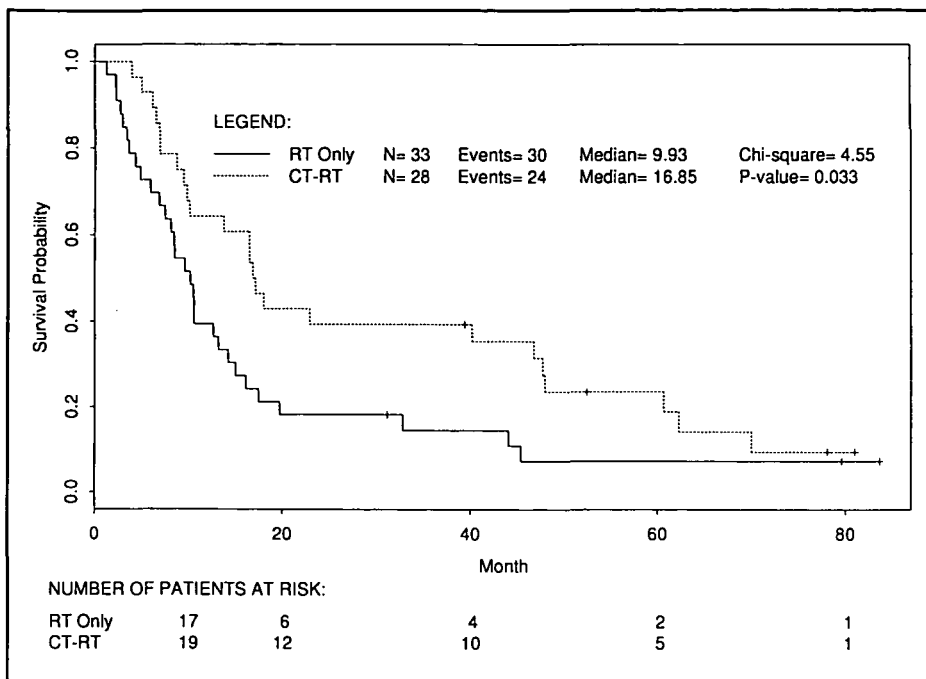 LEGEND:
RT Only N= 33 Events= 30 Median= 9.93 Chi-square= 4.55
CT-RT N= 28 Events= 24 Median= 16.85 P-value= 0.033
Survival Probability
1.0
0.8
0.6
0.4
0.2
0.0
0 20 40 60 80
Month
NUMBER OF PATIENTS AT RISK:
RT Only 17 6 4 2 1
CT-RT 19 12 10 5 1